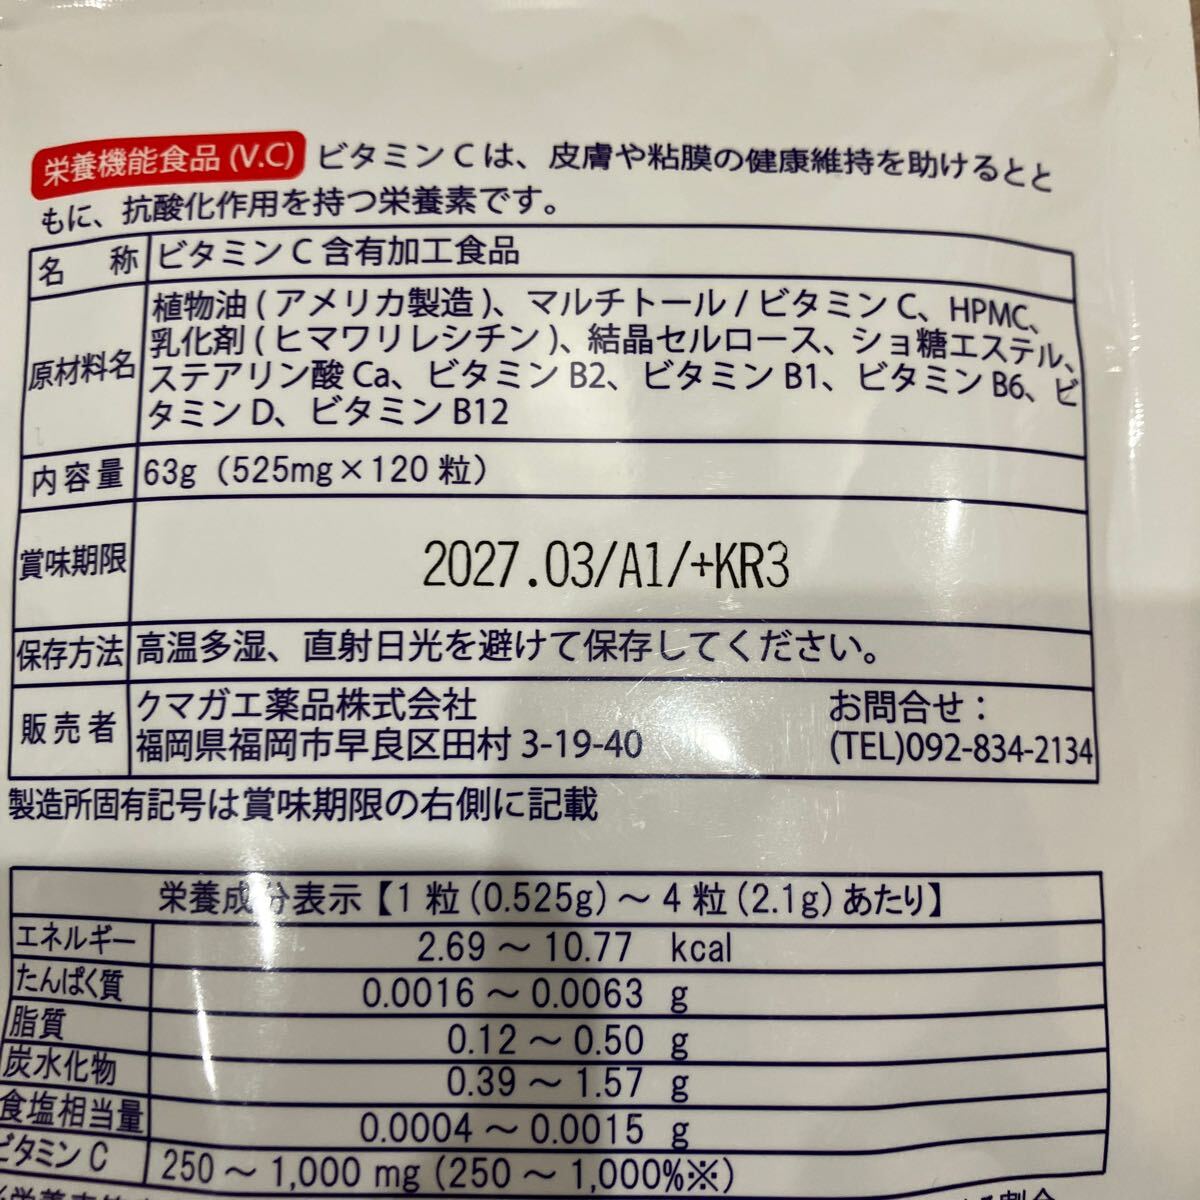 栄養機能食品 (V.C) ビタミンCは、皮膚や粘膜の健康維持を助けるとと
もに、抗酸化作用を持つ栄養素です。
名 称 ビタミンC含有加工食品
原材料名 植物油(アメリカ製造)、マルチトール/ビタミンC、HPMC、
乳化剤(ヒマワリレシチン)、結晶セルロース、ショ糖エステル、
ステアリン酸Ca、ビタミンB2、ビタミンB1、ビタミンB6、ビ
タミンD、ビタミンB12
内容量 63g (525mg×120粒)
賞味期限 2027.03/A1/+KR3
保存方法 高温多湿、直射日光を避けて保存してください。
販売者 クマガエ薬品株式会社 お問合せ:
福岡県福岡市早良区田村 3-19-40 (TEL)092-834-2134
製造所固有記号は賞味期限の右側に記載
栄養成分表示【1粒(0.525g)～4粒(2.1g)あたり】
エネルギー 2.69～10.77 kcal
たんぱく質 0.0016～0.0063 g
脂質 0.12～0.50 g
炭水化物 0.39～1.57 g
食塩相当量 0.0004～0.0015 g
ビタミンC 250～1,000 mg (250～1,000%※)